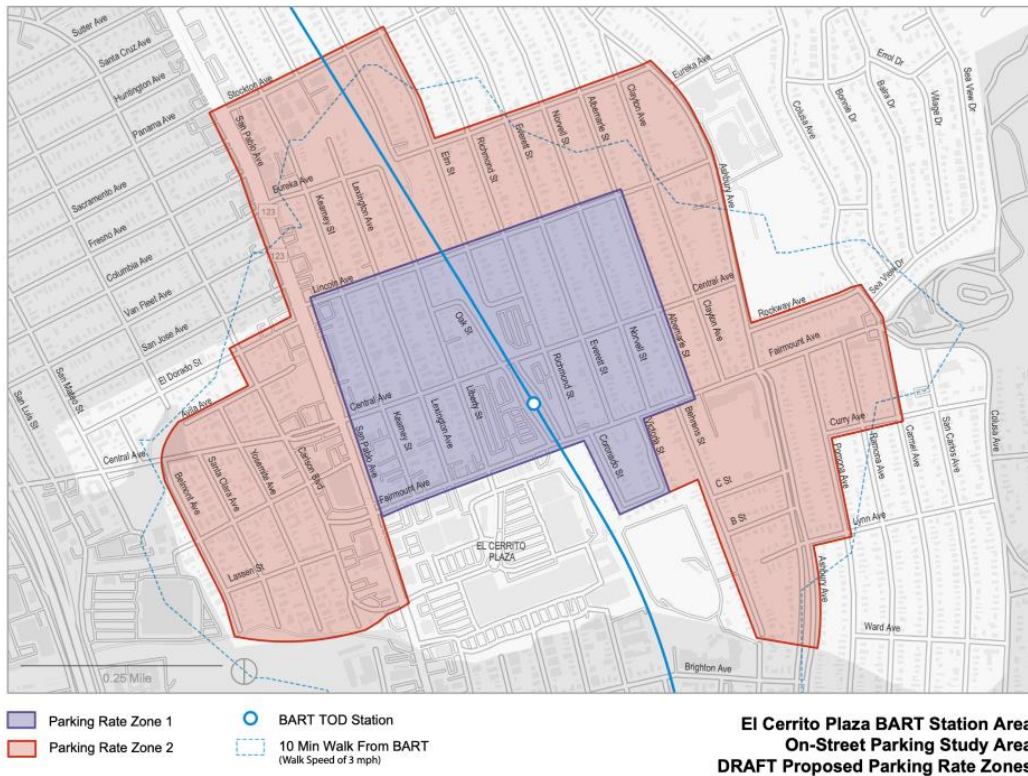 Sutter Ave
Santa Cruz Ave
Huntington Ave
Panama Ave
Sacramento Ave
Fresno Ave
Columbia Ave
Van Fleet Ave
San Jose Ave
El Dorado St
San Mateo St
San Luis St
Central Ave
Avila Ave
Stockton Ave
San Pablo Ave
Eureka Ave
123
123
Kearney St
Lexington Ave
Lincoln Ave
Elm St
Richmond St
Everett St
Norvell St
Albemarle St
Clayton Ave
Eureka Ave
Ashbury Ave
Colusa Ave
Bonnie Dr
Balra Dr
Errol Dr
Village Dr
Sea View Dr
Sea View Dr
Rockway Ave
Central Ave
Clayton Ave
Albemarle St
Fairmount Ave
Oak St
Norvell St
Everett St
Richmond St
Central Ave
Liberty St
Lexington Ave
Kearney St
San Pablo Ave
Fairmount Ave
Coronado St
Victoria St
Behrens St
Curry Ave
Pomona Ave
Ramona Ave
Carmel Ave
San Carlos Ave
Colusa Ave
C St
B St
Lynn Ave
Ashbury Ave
Ward Ave
Brighton Ave
Belmont Ave
Santa Clara Ave
Yosemite Ave
Carlson Blvd
Lassen St
EL CERRITO
PLAZA
0.25 Mile
Parking Rate Zone 1
Parking Rate Zone 2
BART TOD Station
10 Min Walk From BART
(Walk Speed of 3 mph)
El Cerrito Plaza BART Station Area
On-Street Parking Study Area
DRAFT Proposed Parking Rate Zones